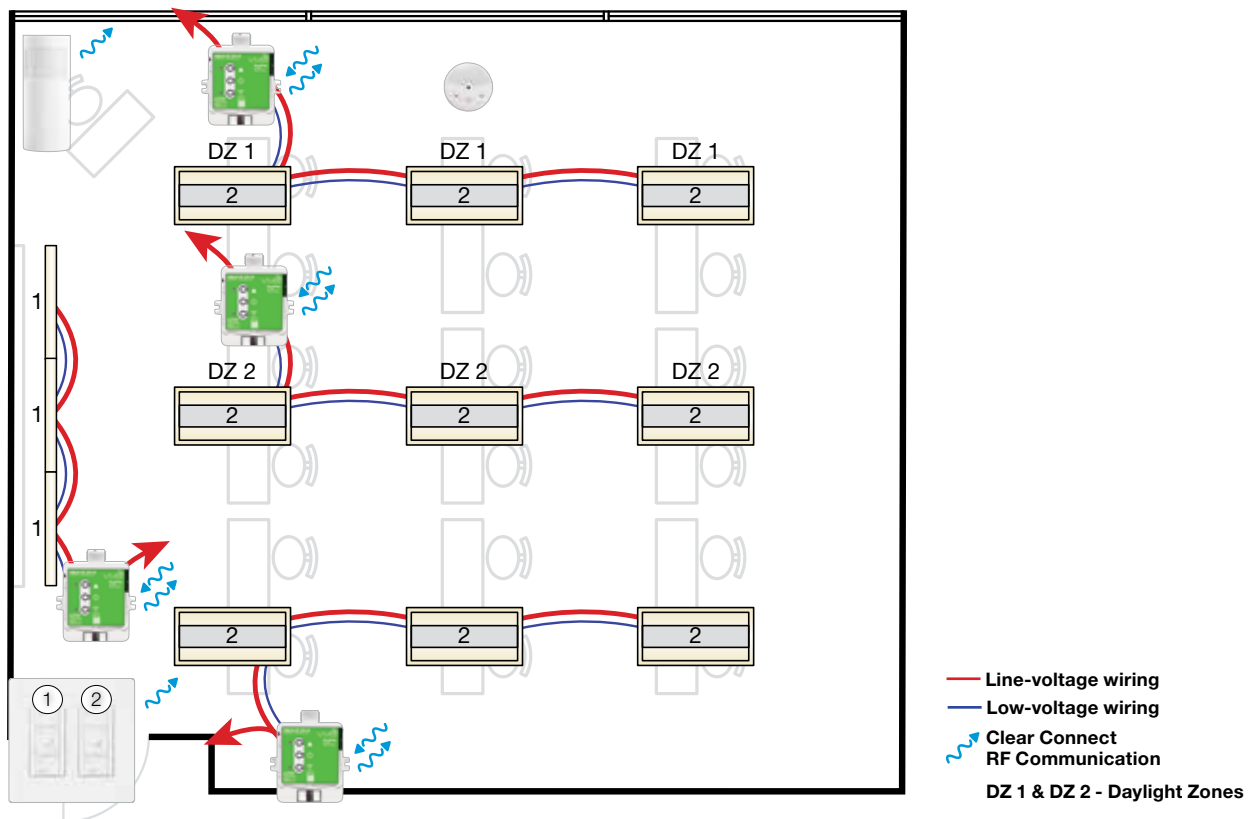 DZ 1 DZ 1 DZ 1
2 2 2
1
DZ 2 DZ 2 DZ 2
1
2 2 2
1
2 2 2
1 2
Line-voltage wiring
Low-voltage wiring
Clear Connect
RF Communication
DZ 1 & DZ 2 - Daylight Zones